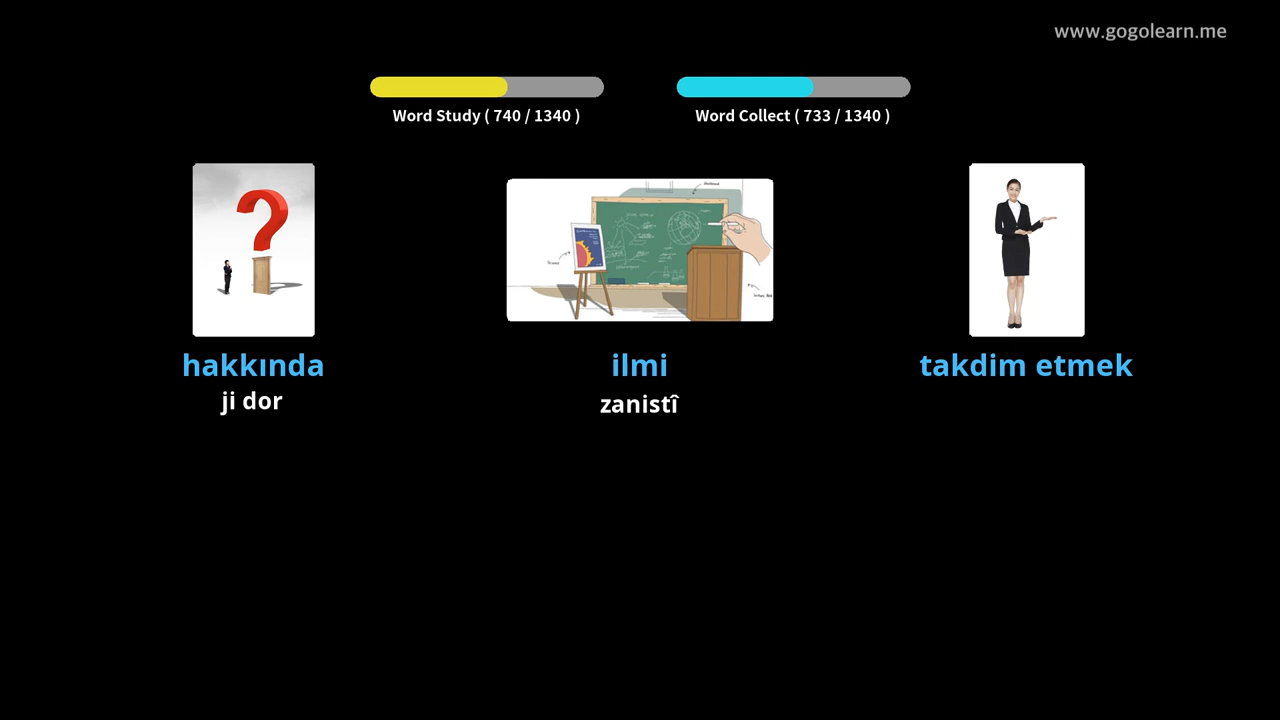 www.gogolearn.me
Word Study ( 740 / 1340 )
Word Collect ( 733 / 1340 )
hakkında
ji dor
ilmi
zanistî
takdim etmek